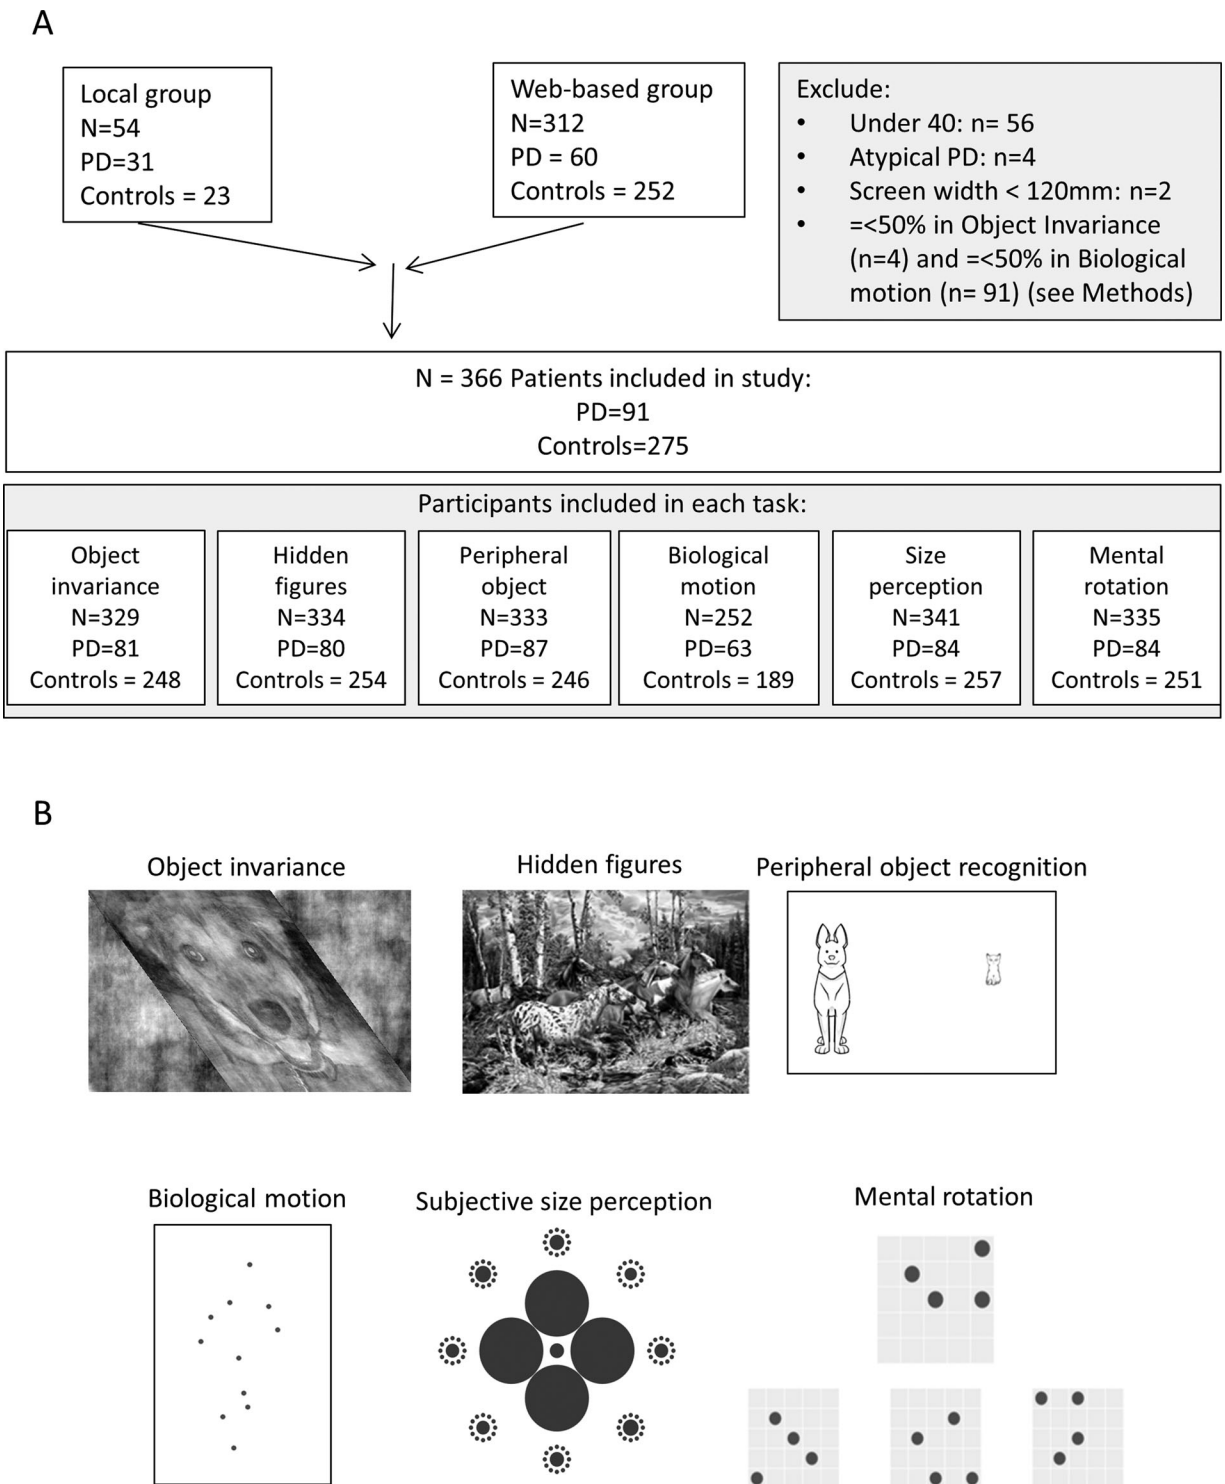 A
Local group
N=54
PD=31
Controls = 23
Web-based group
N=312
PD = 60
Controls = 252
Exclude:
• Under 40: n= 56
• Atypical PD: n=4
• Screen width < 120mm: n=2
• =<50% in Object Invariance
(n=4) and =<50% in Biological
motion (n= 91) (see Methods)
N = 366 Patients included in study:
PD=91
Controls=275
Participants included in each task:
Object
invariance
N=329
PD=81
Controls = 248
Hidden
figures
N=334
PD=80
Controls = 254
Peripheral
object
N=333
PD=87
Controls = 246
Biological
motion
N=252
PD=63
Controls = 189
Size
perception
N=341
PD=84
Controls = 257
Mental
rotation
N=335
PD=84
Controls = 251
B
Object invariance
Hidden figures
Peripheral object recognition
Biological motion
Subjective size perception
Mental rotation